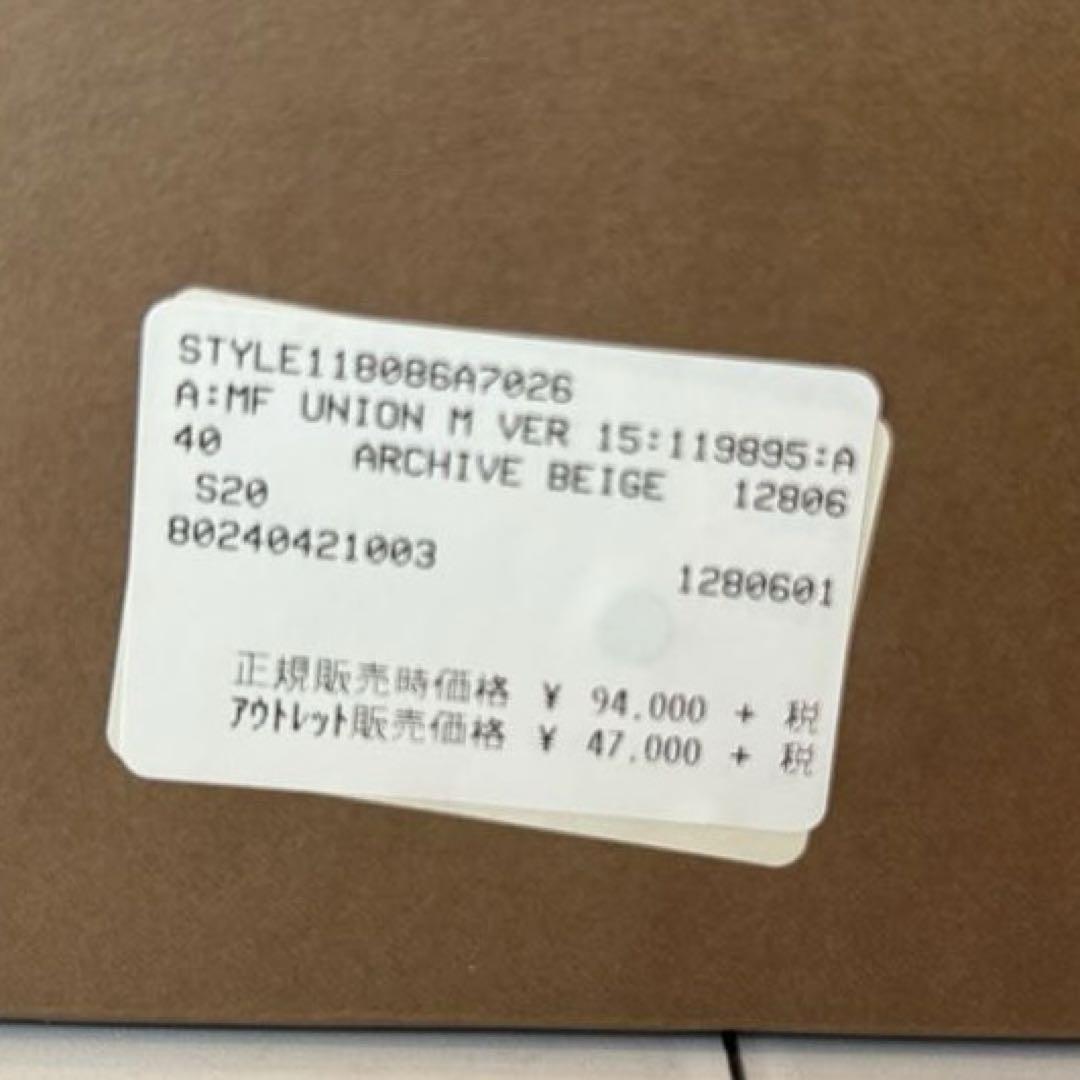 STYLE118086A7026
A:MF UNION M VER 15:119895:A
40 ARCHIVE BEIGE 12806
S20
80240421003
1280601
正規販売時価格 ¥ 94.000 + 税
ｱｳﾄﾚｯﾄ販売価格 ¥ 47.000 + 税